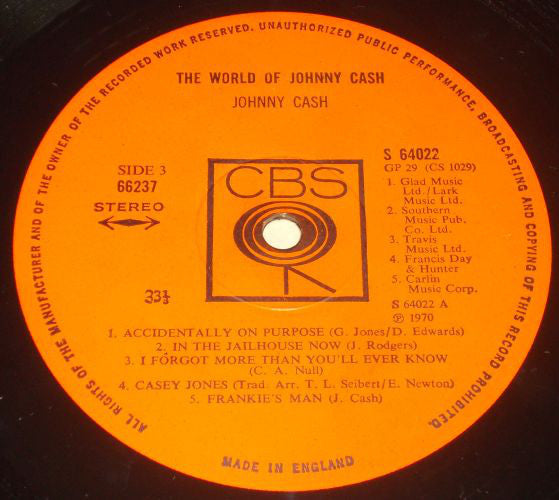 ALL RIGHTS OF THE MANUFACTURER AND OF THE OWNER OF THE RECORDED WORK RESERVED. UNAUTHORIZED PUBLIC PERFORMANCE, BROADCASTING AND COPYING OF THIS RECORD PROHIBITED.
THE WORLD OF JOHNNY CASH
JOHNNY CASH
SIDE 3
66237
STEREO
33⅓
CBS
S 64022
GP 29 (CS 1029)
1. Glad Music
Ltd./Lark
Music Ltd.
2. Southern
Music Pub.
Co. Ltd.
3. Travis
Music Ltd.
4. Francis Day
& Hunter
5. Carlin
Music Corp.
S 64022 A
℗ 1970
1. ACCIDENTALLY ON PURPOSE (G. Jones/D. Edwards)
2. IN THE JAILHOUSE NOW (J. Rodgers)
3. I FORGOT MORE THAN YOU'LL EVER KNOW
(C. A. Null)
4. CASEY JONES (Trad. Arr. T. L. Seibert/E. Newton)
5. FRANKIE'S MAN (J. Cash)
MADE IN ENGLAND